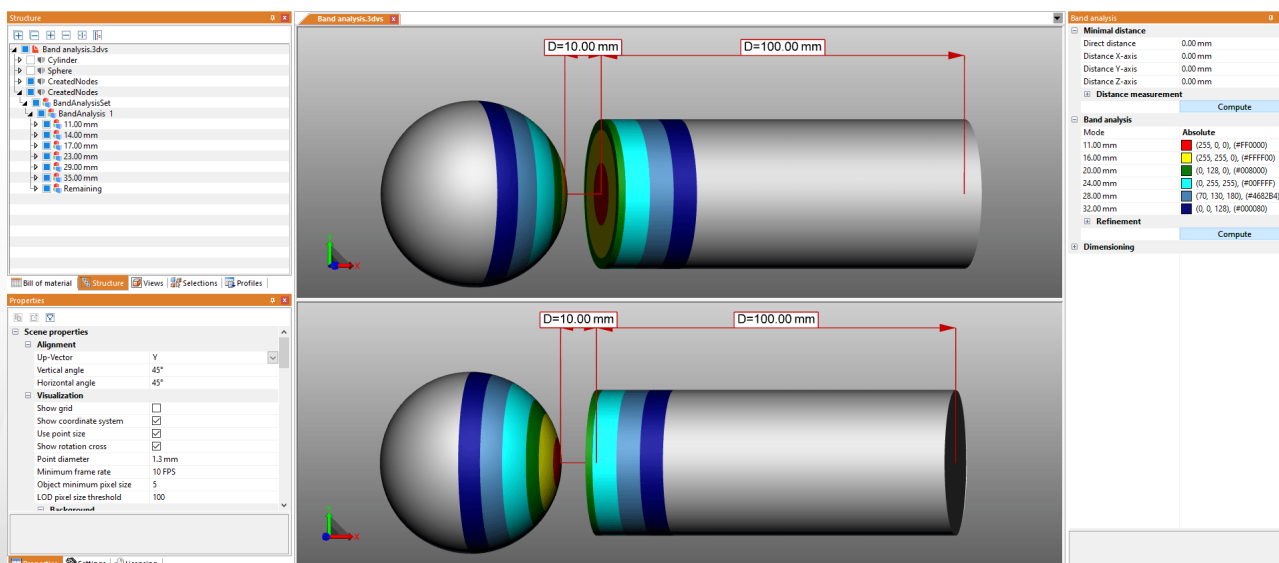 Structure
Band analysis.3dvs
Cylinder
Sphere
CreatedNodes
CreatedNodes
BandAnalysisSet
BandAnalysis 1
11.00 mm
14.00 mm
17.00 mm
23.00 mm
29.00 mm
35.00 mm
Remaining
Bill of material Structure Views Selections Profiles
Properties
Scene properties
Alignment
Up-Vector Y
Vertical angle 45°
Horizontal angle 45°
Visualization
Show grid
Show coordinate system
Use point size
Show rotation cross
Point diameter 1.3 mm
Minimum frame rate 10 FPS
Object minimum pixel size 5
LOD pixel size threshold 100
Background
Properties Settings Licensing
Band analysis.3dvs
D=10.00 mm D=100.00 mm
Y
X
D=10.00 mm D=100.00 mm
X
Band analysis
Minimal distance
Direct distance 0.00 mm
Distance X-axis 0.00 mm
Distance Y-axis 0.00 mm
Distance Z-axis 0.00 mm
Distance measurement
Compute
Band analysis
Mode Absolute
11.00 mm (255, 0, 0), (#FF0000)
16.00 mm (255, 255, 0), (#FFFF00)
20.00 mm (0, 128, 0), (#008000)
24.00 mm (0, 255, 255), (#00FFFF)
28.00 mm (70, 130, 180), (#4682B4)
32.00 mm (0, 0, 128), (#000080)
Refinement
Compute
Dimensioning